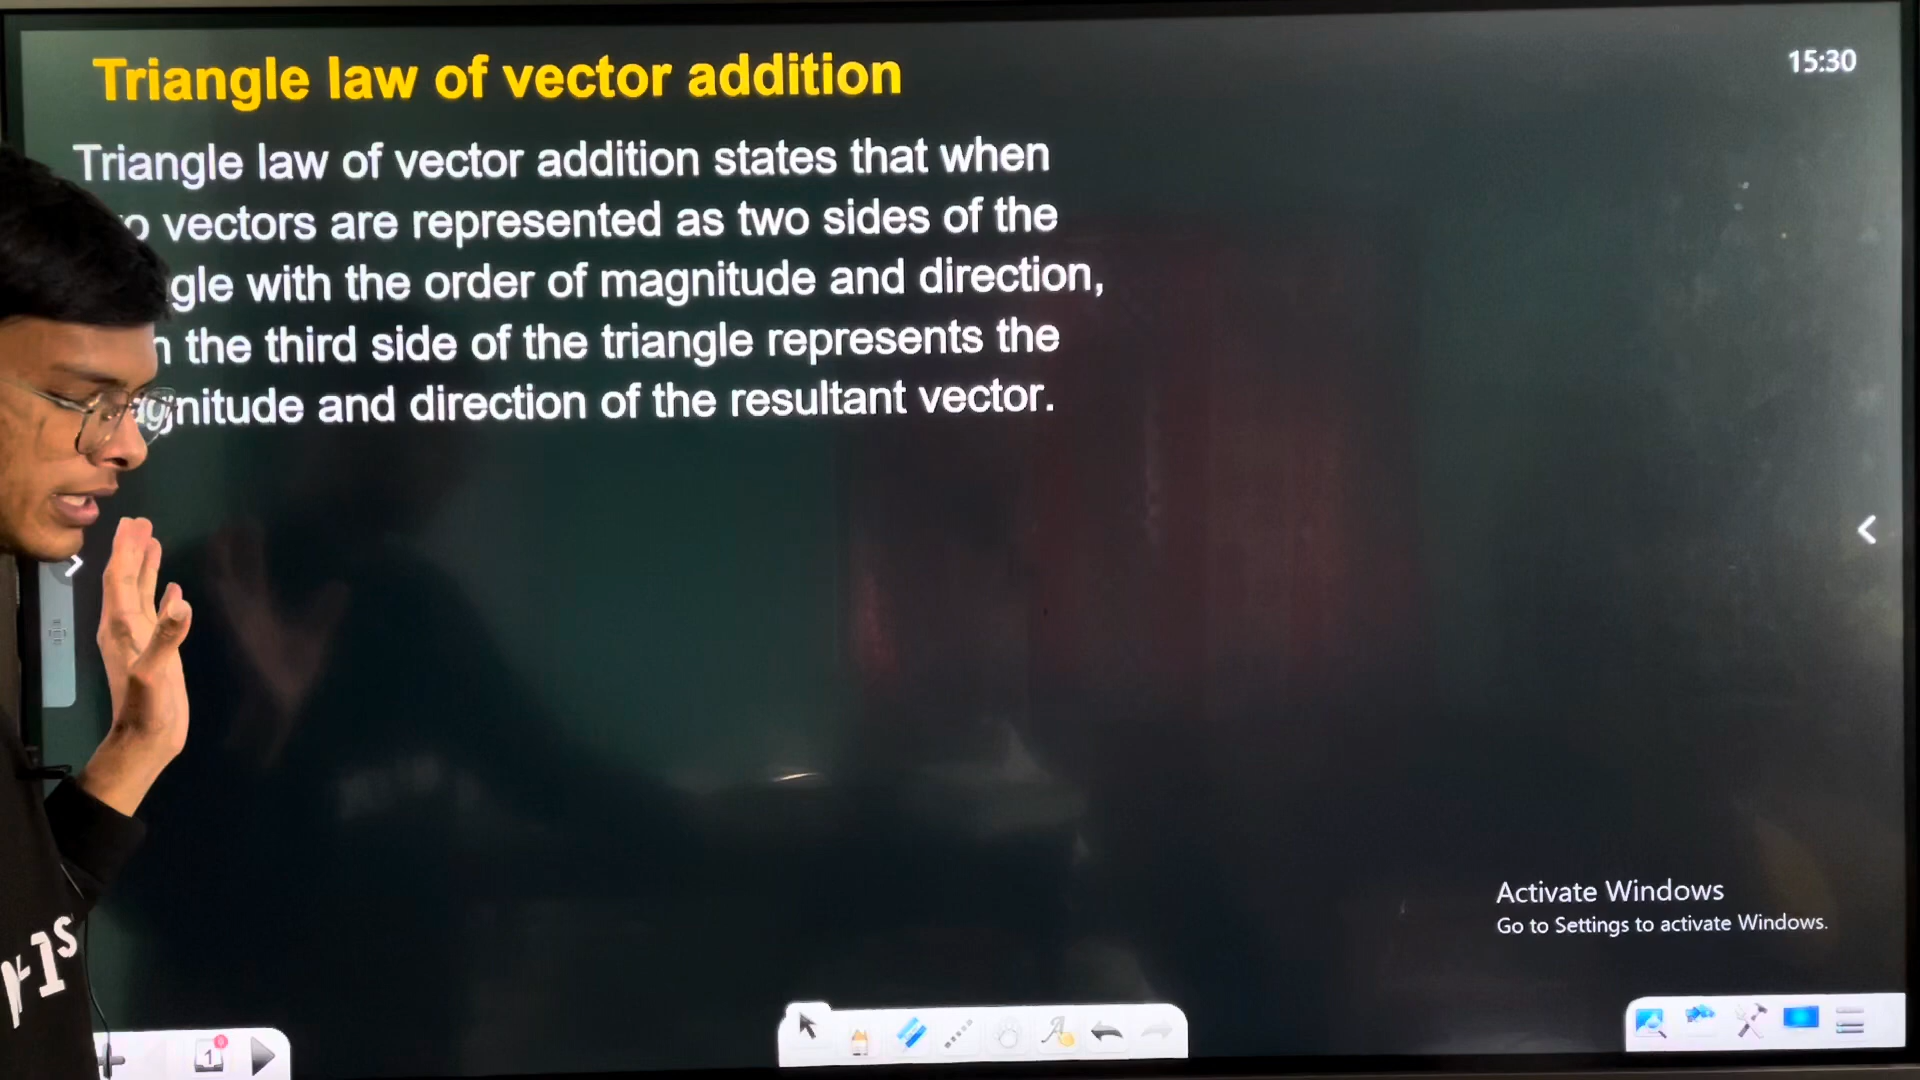 Triangle law of vector addition
15:30
Triangle law of vector addition states that when
vectors are represented as two sides of the
with the order of magnitude and direction,
the third side of the triangle represents the
and direction of the resultant vector.
Activate Windows
Go to Settings to activate Windows.
1